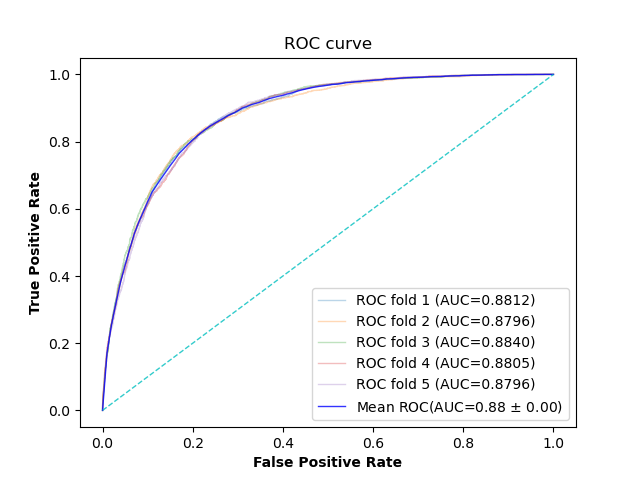 ROC curve
1.0
0.8
0.6
0.4
0.2
0.0
True Positive Rate
ROC fold 1 (AUC=0.8812)
ROC fold 2 (AUC=0.8796)
ROC fold 3 (AUC=0.8840)
ROC fold 4 (AUC=0.8805)
ROC fold 5 (AUC=0.8796)
Mean ROC(AUC=0.88 ± 0.00)
0.0 0.2 0.4 0.6 0.8 1.0
False Positive Rate